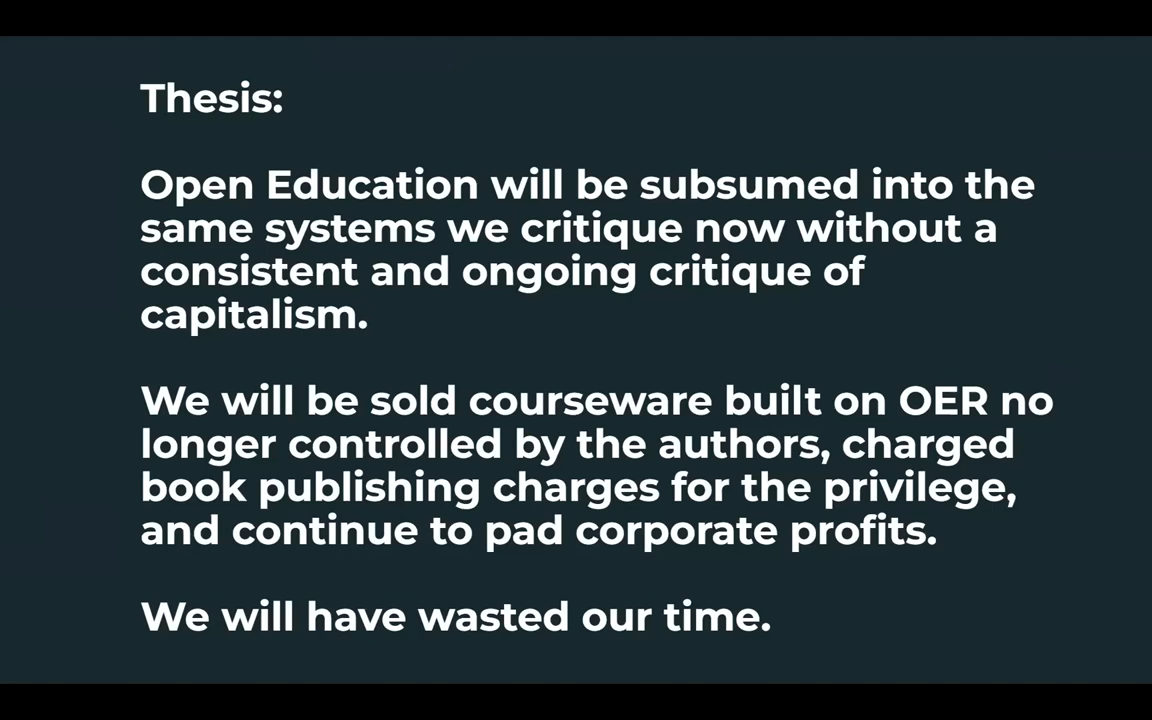 Thesis:
Open Education will be subsumed into the
same systems we critique now without a
consistent and ongoing critique of
capitalism.
We will be sold courseware built on OER no
longer controlled by the authors, charged
book publishing charges for the privilege,
and continue to pad corporate profits.
We will have wasted our time.